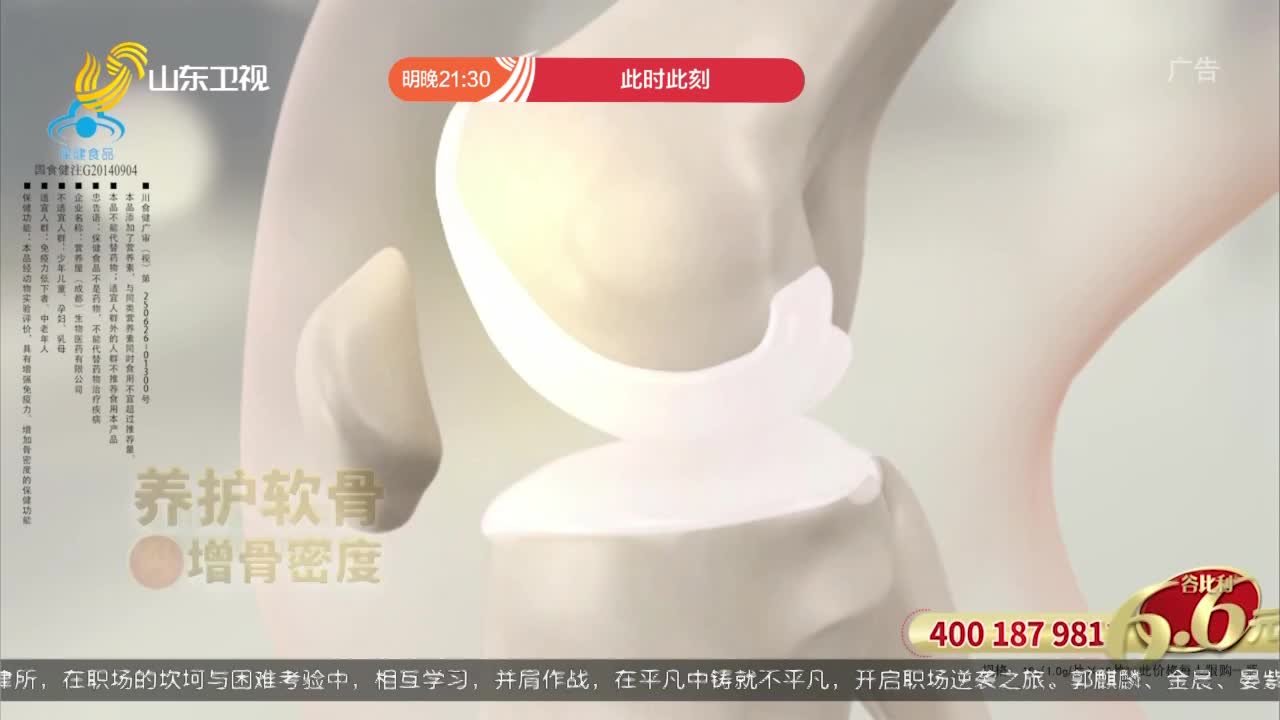 山东卫视
明晚21:30
此时此刻
广告
保健食品
国食健注G20140904
■川食健广审(视)第 250626-01300号
本品添加了营养素,与同类营养素同时食用不宜超过推荐量。
■本品不能代替药物;适宜人群外的人群不推荐食用本产品
■忠告语:保健食品不是药物,不能代替药物治疗疾病
■企业名称:营养屋(成都)生物医药有限公司
■不适宜人群:少年儿童、孕妇、乳母
■适宜人群:免疫力低下者、中老年人
■保健功能:本品经动物实验评价,具有增强免疫力、增加骨密度的保健功能
养护软骨
增骨密度
谷比利
6.6元
400 187 981
此价格每人限购一瓶
律所,在职场的坎坷与困难考验中,相互学习,并肩作战,在平凡中铸就不平凡,开启职场逆袭之旅。郭麒麟、金晨、晏紫